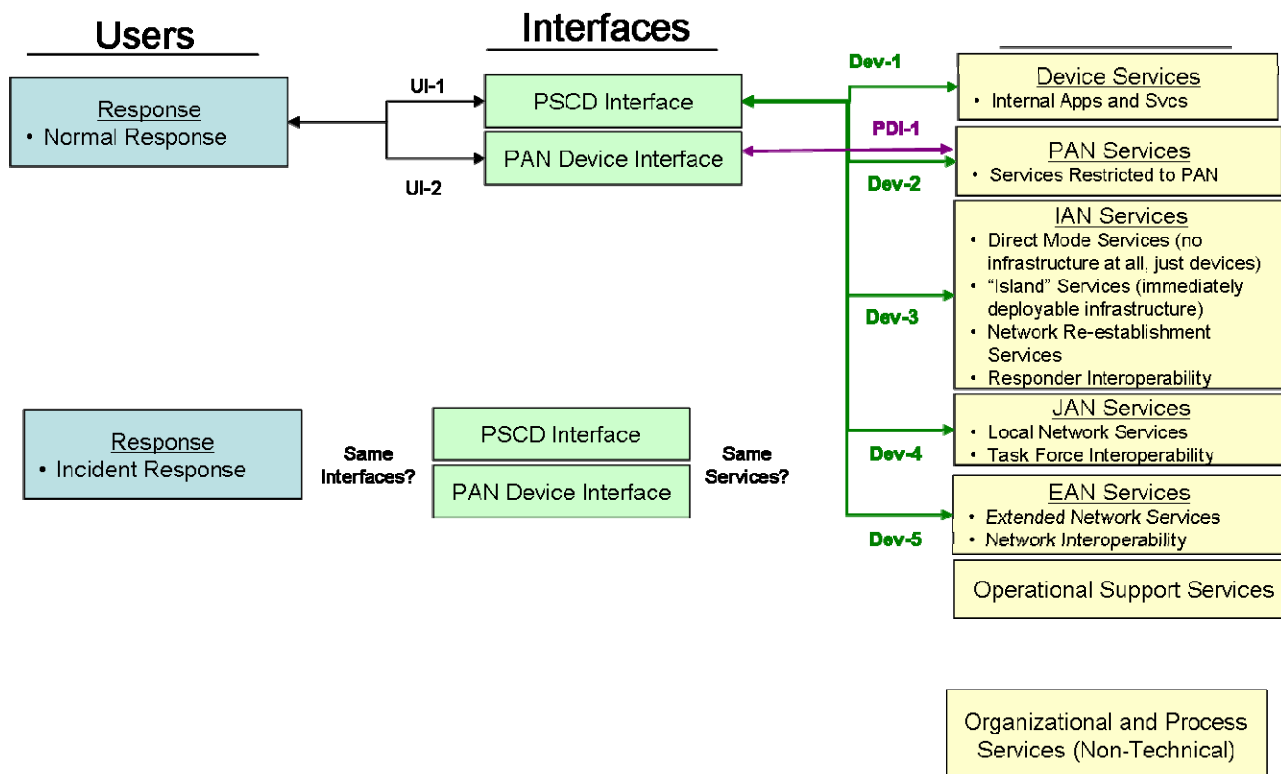 Users
Interfaces
Response
• Normal Response
UI-1
UI-2
PSCD Interface
PAN Device Interface
Dev-1
PDI-1
Dev-2
Dev-3
Dev-4
Dev-5
Device Services
• Internal Apps and Svcs
PAN Services
• Services Restricted to PAN
IAN Services
• Direct Mode Services (no
infrastructure at all, just devices)
• “Island” Services (immediately
deployable infrastructure)
• Network Re-establishment
Services
• Responder Interoperability
JAN Services
• Local Network Services
• Task Force Interoperability
EAN Services
• Extended Network Services
• Network Interoperability
Operational Support Services
Organizational and Process
Services (Non-Technical)
Response
• Incident Response
Same
Interfaces?
PSCD Interface
PAN Device Interface
Same
Services?